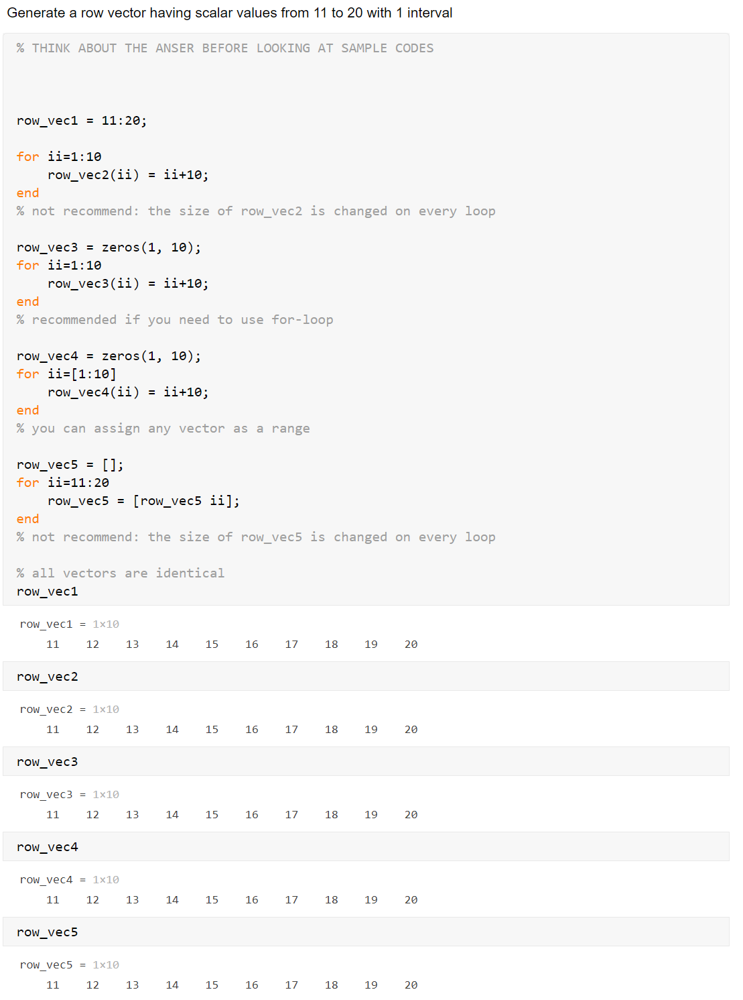 Generate a row vector having scalar values from 11 to 20 with 1 interval
% THINK ABOUT THE ANSER BEFORE LOOKING AT SAMPLE CODES
row_vec1 = 11:20;
for ii=1:10
row_vec2(ii) = ii+10;
end
% not recommend: the size of row_vec2 is changed on every loop
row_vec3 = zeros(1, 10);
for ii=1:10
row_vec3(ii) = ii+10;
end
% recommended if you need to use for-loop
row_vec4 = zeros(1, 10);
for ii=[1:10]
row_vec4(ii) = ii+10;
end
% you can assign any vector as a range
row_vec5 = [];
for ii=11:20
row_vec5 = [row_vec5 ii];
end
% not recommend: the size of row_vec5 is changed on every loop
% all vectors are identical
row_vec1
row_vec1 = 1×10
11 12 13 14 15 16 17 18 19 20
row_vec2
row_vec2 = 1×10
11 12 13 14 15 16 17 18 19 20
row_vec3
row_vec3 = 1×10
11 12 13 14 15 16 17 18 19 20
row_vec4
row_vec4 = 1×10
11 12 13 14 15 16 17 18 19 20
row_vec5
row_vec5 = 1×10
11 12 13 14 15 16 17 18 19 20